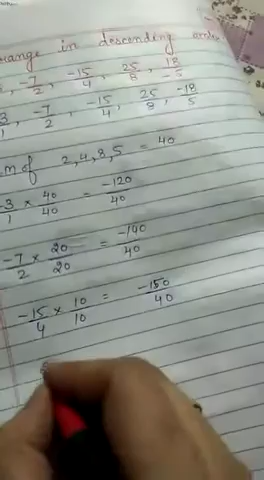 range in descending order
-7/2, -15/4, 25/8, 18/-5
-3/1, -7/2, -15/4, 25/8, -18/5
m of 2,4,8,5 = 40
-3/1 × 40/40 = -120/40
-7/2 × 20/20 = -140/40
-15/4 × 10/10 = -150/40